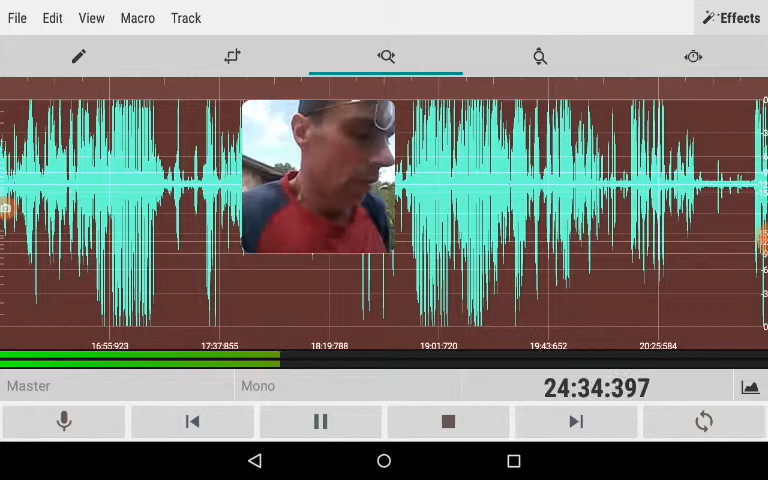 File Edit View Macro Track Effects
16:55:923 17:37:855 18:19:788 19:01:720 19:43:652 20:25:584
Master Mono 24:34:397